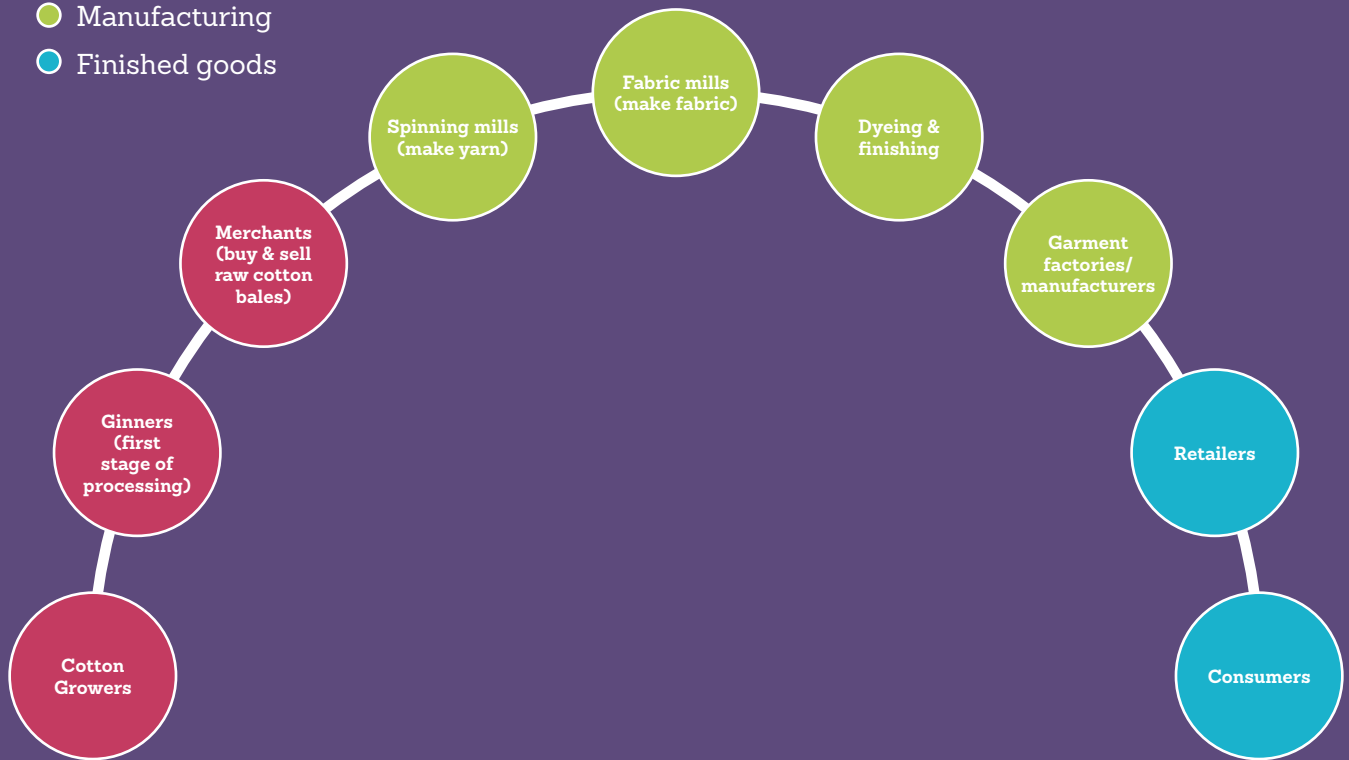 Manufacturing
Finished goods
Fabric mills
(make fabric)
Spinning mills
(make yarn)
Dyeing &
finishing
Merchants
(buy & sell
raw cotton
bales)
Garment
factories/
manufacturers
Ginners
(first
stage of
processing)
Retailers
Cotton
Growers
Consumers